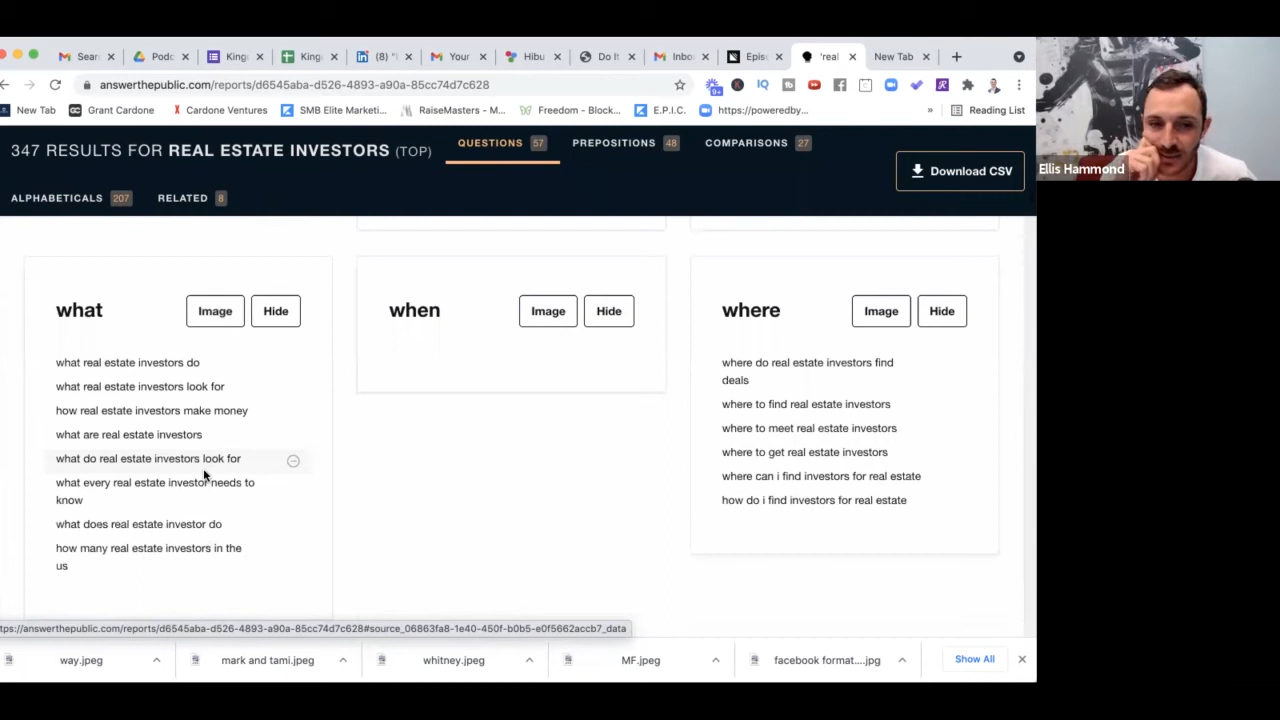 Sear
Podc
King
King
(8) "
Your
Hibu
Do It
Inbo
Episo
'real
New Tab
answerthepublic.com/reports/d6545aba-d526-4893-a90a-85cc74d7c628
9+
New Tab
Grant Cardone
Cardone Ventures
SMB Elite Marketi...
RaiseMasters - M...
Freedom – Block...
E.P.I.C.
https://poweredby...
»
Reading List
347 RESULTS FOR REAL ESTATE INVESTORS (TOP)
QUESTIONS 57
PREPOSITIONS 48
COMPARISONS 27
Download CSV
ALPHABETICALS 207
RELATED 8
Ellis Hammond
what
Image
Hide
what real estate investors do
what real estate investors look for
how real estate investors make money
what are real estate investors
what do real estate investors look for
what every real estate investor needs to
know
what does real estate investor do
how many real estate investors in the
us
when
Image
Hide
where
Image
Hide
where do real estate investors find
deals
where to find real estate investors
where to meet real estate investors
where to get real estate investors
where can i find investors for real estate
how do i find investors for real estate
ttps://answerthepublic.com/reports/d6545aba-d526-4893-a90a-85cc74d7c628#source_06863fa8-1e40-450f-b0b5-e0f5662accb7_data
way.jpeg
mark and tami.jpeg
whitney.jpeg
MF.jpeg
facebook format....jpg
Show All